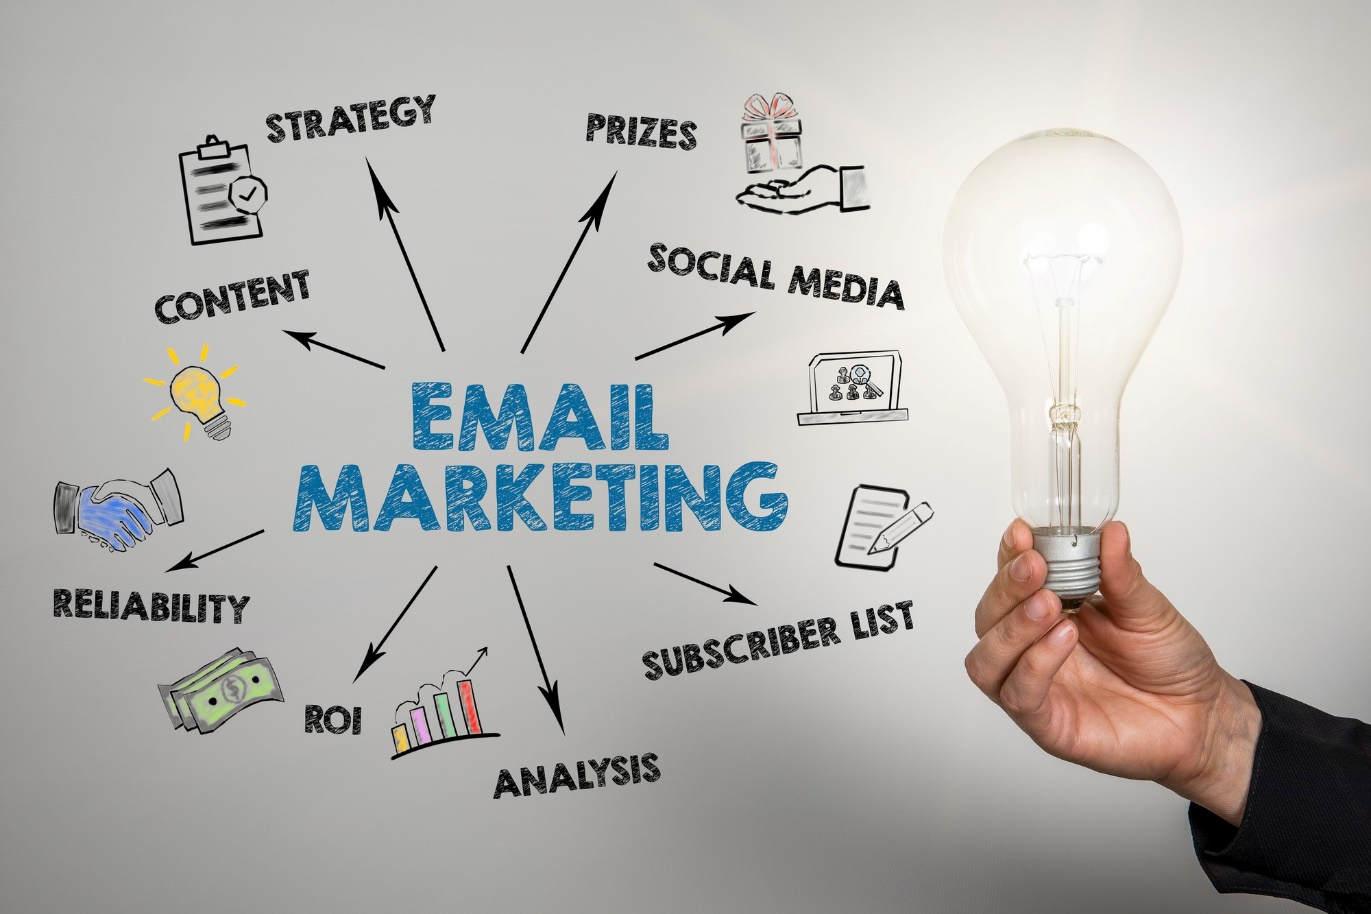 STRATEGY
PRIZES
CONTENT
SOCIAL MEDIA
EMAIL
MARKETING
RELIABILITY
SUBSCRIBER LIST
ROI
ANALYSIS
$